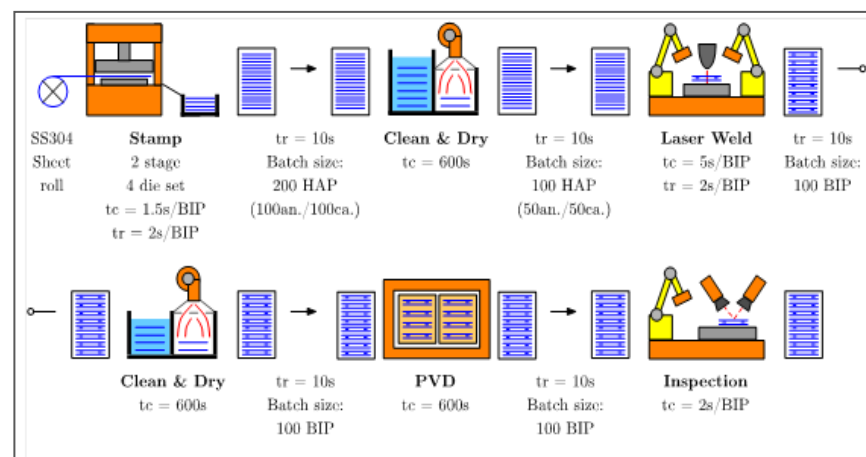 SS304
Sheet
roll
Stamp
2 stage
4 die set
tc = 1.5s/BIP
tr = 2s/BIP
tr = 10s
Batch size:
200 HAP
(100an./100ca.)
Clean & Dry
tc = 600s
tr = 10s
Batch size:
100 HAP
(50an./50ca.)
Laser Weld
tc = 5s/BIP
tr = 2s/BIP
tr = 10s
Batch size:
100 BIP
Clean & Dry
tc = 600s
tr = 10s
Batch size:
100 BIP
PVD
tc = 600s
tr = 10s
Batch size:
100 BIP
Inspection
tc = 2s/BIP